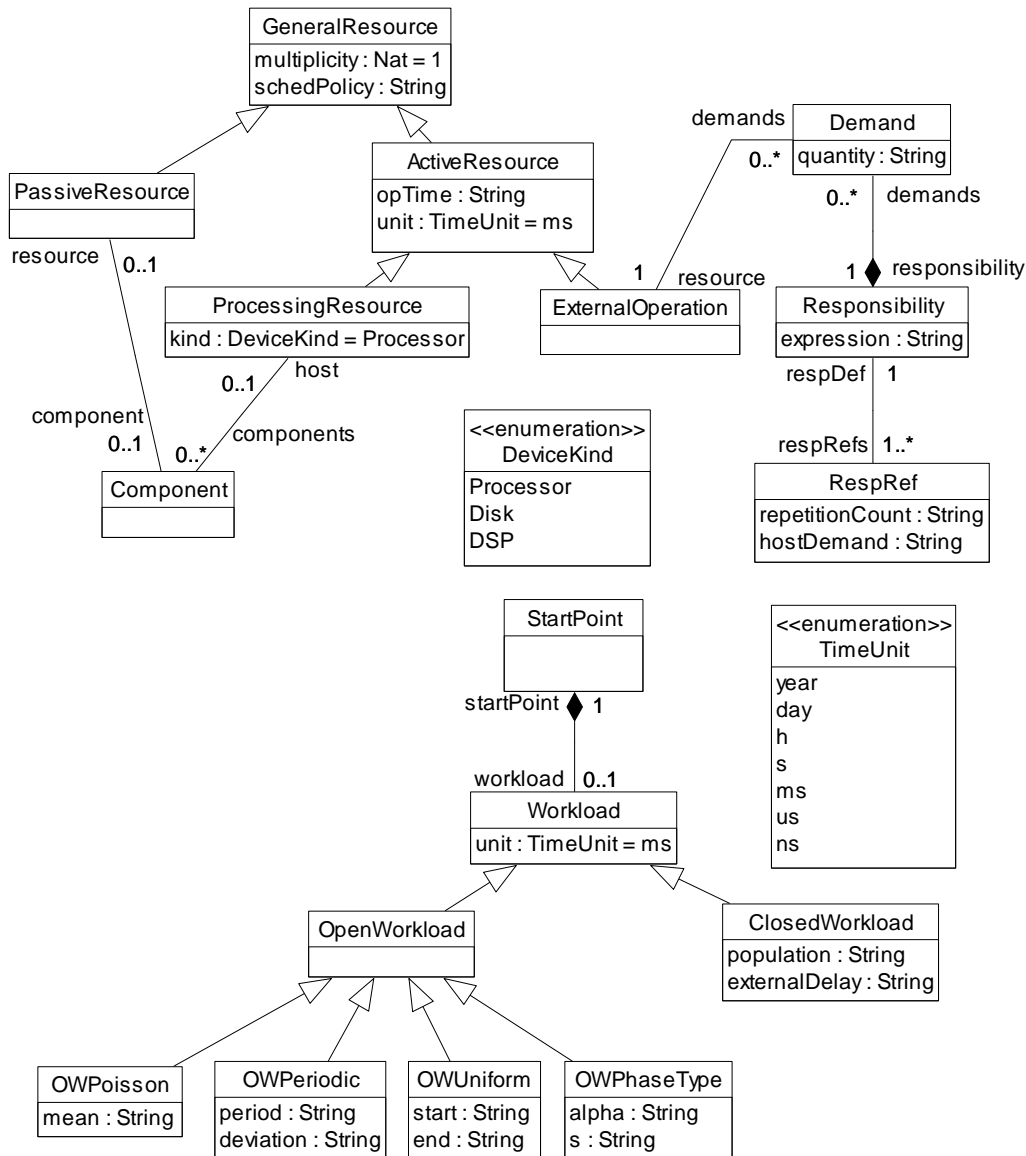 GeneralResource
multiplicity : Nat = 1
schedPolicy : String
demands
0..*
Demand
quantity : String
PassiveResource
ActiveResource
opTime : String
unit : TimeUnit = ms
0..*
demands
resource
0..1
1
resource
1
responsibility
ProcessingResource
kind : DeviceKind = Processor
ExternalOperation
Responsibility
expression : String
0..1
host
respDef
1
component
0..1
0..*
components
<<enumeration>>
DeviceKind
Processor
Disk
DSP
respRefs
1..*
Component
RespRef
repetitionCount : String
hostDemand : String
StartPoint
<<enumeration>>
TimeUnit
year
day
h
s
ms
us
ns
startPoint
1
workload
0..1
Workload
unit : TimeUnit = ms
OpenWorkload
ClosedWorkload
population : String
externalDelay : String
OWPoisson
mean : String
OWPeriodic
period : String
deviation : String
OWUniform
start : String
end : String
OWPhaseType
alpha : String
s : String